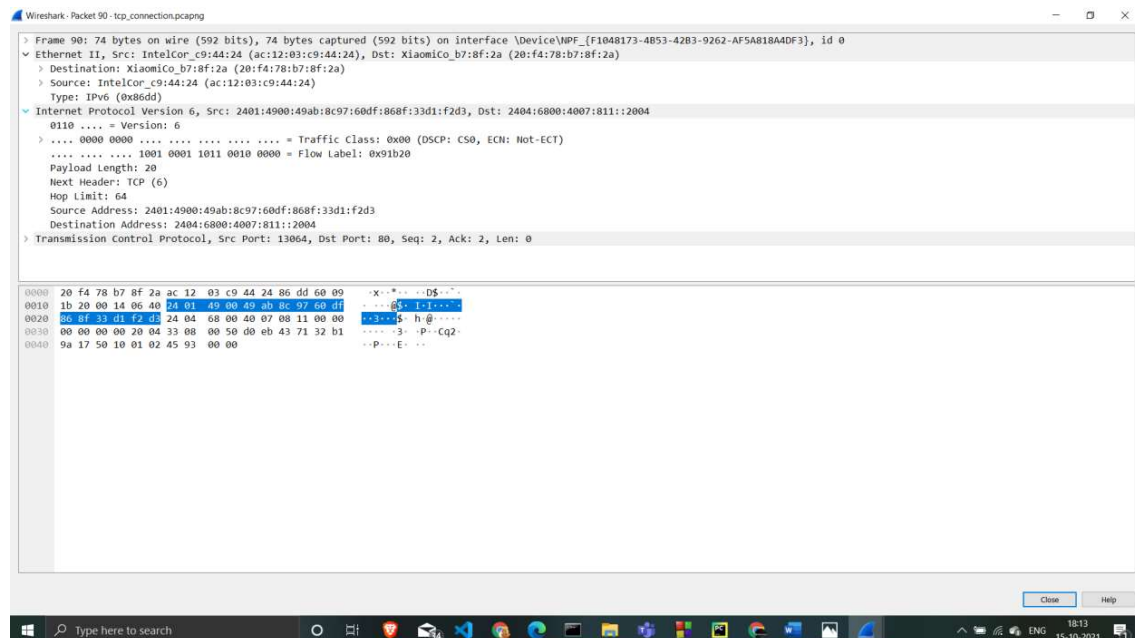 Wireshark · Packet 90 · tcp_connection.pcapng
> Frame 90: 74 bytes on wire (592 bits), 74 bytes captured (592 bits) on interface \Device\NPF_{F1048173-4B53-42B3-9262-AF5A818A4DF3}, id 0
Ethernet II, Src: IntelCor_c9:44:24 (ac:12:03:c9:44:24), Dst: XiaomiCo_b7:8f:2a (20:f4:78:b7:8f:2a)
> Destination: XiaomiCo_b7:8f:2a (20:f4:78:b7:8f:2a)
> Source: IntelCor_c9:44:24 (ac:12:03:c9:44:24)
Type: IPv6 (0x86dd)
Internet Protocol Version 6, Src: 2401:4900:49ab:8c97:60df:868f:33d1:f2d3, Dst: 2404:6800:4007:811::2004
0110 .... = Version: 6
> .... 0000 0000 .... .... .... .... .... = Traffic Class: 0x00 (DSCP: CS0, ECN: Not-ECT)
.... .... .... 1001 0001 1011 0010 0000 = Flow Label: 0x91b20
Payload Length: 20
Next Header: TCP (6)
Hop Limit: 64
Source Address: 2401:4900:49ab:8c97:60df:868f:33d1:f2d3
Destination Address: 2404:6800:4007:811::2004
> Transmission Control Protocol, Src Port: 13064, Dst Port: 80, Seq: 2, Ack: 2, Len: 0
0000 20 f4 78 b7 8f 2a ac 12 03 c9 44 24 86 dd 60 09 ·x··*·· ··D$··`·
0010 1b 20 00 14 06 40 24 01 49 00 49 ab 8c 97 60 df · ···@$· I·I···`·
0020 86 8f 33 d1 f2 d3 24 04 68 00 40 07 08 11 00 00 ··3···$· h·@·····
0030 00 00 00 00 20 04 33 08 00 50 d0 eb 43 71 32 b1 ···· ·3· ·P··Cq2·
0040 9a 17 50 10 01 02 45 93 00 00 ··P···E· ··
Close Help
Type here to search
34
ENG
18:13
15-10-2021